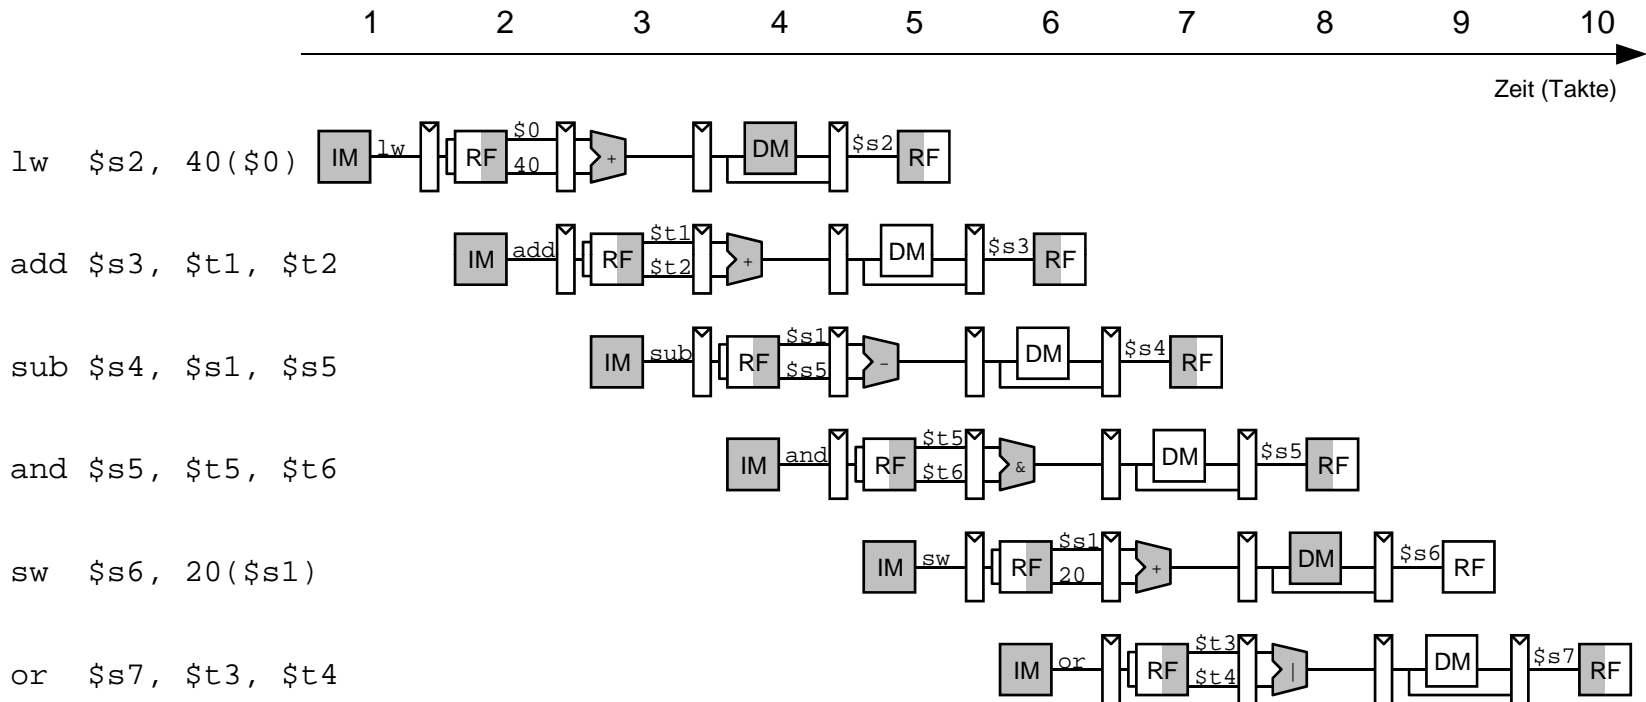 1 2 3 4 5 6 7 8 9 10
Zeit (Takte)
lw $s2, 40($0) IM lw RF $0 40 + DM $s2 RF
add $s3, $t1, $t2 IM add RF $t1 $t2 + DM $s3 RF
sub $s4, $s1, $s5 IM sub RF $s1 $s5 - DM $s4 RF
and $s5, $t5, $t6 IM and RF $t5 $t6 & DM $s5 RF
sw $s6, 20($s1) IM sw RF $s1 20 + DM $s6 RF
or $s7, $t3, $t4 IM or RF $t3 $t4 | DM $s7 RF